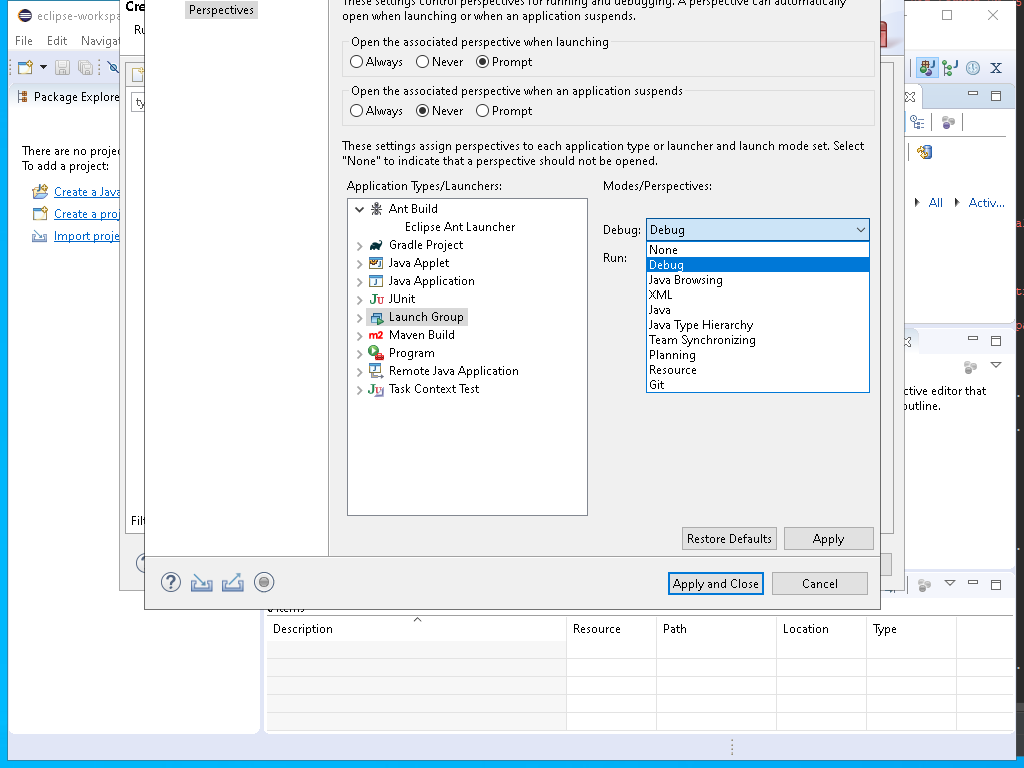 eclipse-workspa
Cre
File Edit Navigat
Ru
Perspectives
These settings control perspectives for running and debugging. A perspective can automatically
open when launching or when an application suspends.
Open the associated perspective when launching
Always Never Prompt
Open the associated perspective when an application suspends
Always Never Prompt
These settings assign perspectives to each application type or launcher and launch mode set. Select
"None" to indicate that a perspective should not be opened.
Package Explore
ty
There are no projec
To add a project:
Create a Java
Create a proj
Import proje
Application Types/Launchers:
Ant Build
Eclipse Ant Launcher
Gradle Project
Java Applet
Java Application
JUnit
Launch Group
Maven Build
Program
Remote Java Application
Task Context Test
Modes/Perspectives:
Debug: Debug
Run:
None
Debug
Java Browsing
XML
Java
Java Type Hierarchy
Team Synchronizing
Planning
Resource
Git
All Activ...
ctive editor that
outline.
Filt
Restore Defaults Apply
Apply and Close Cancel
items
Description Resource Path Location Type